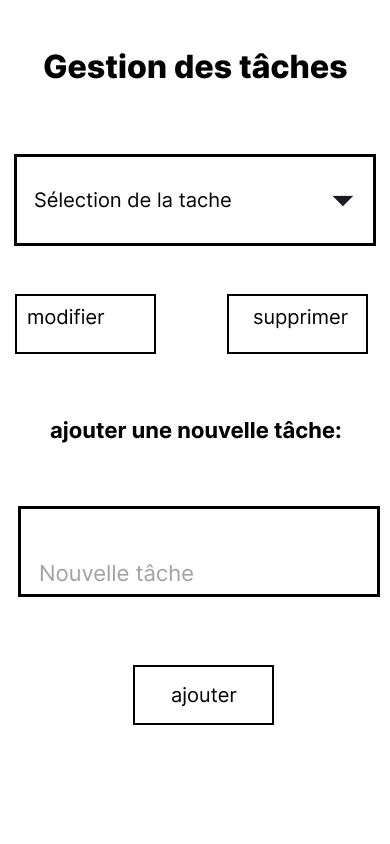 Gestion des tâches
Sélection de la tache
modifier
supprimer
ajouter une nouvelle tâche:
Nouvelle tâche
ajouter